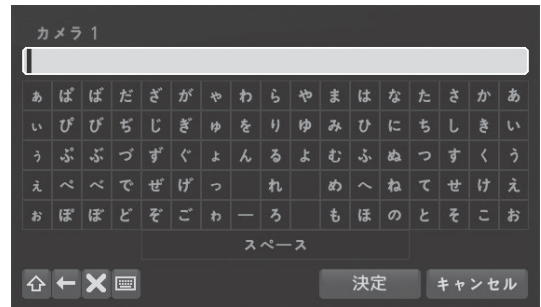 カメラ 1
ぁ ぱ ば だ ざ が ゃ わ ら や ま は な た さ か あ
ぃ ぴ び ぢ じ ぎ ゅ を り ゆ み ひ に ち し き い
ぅ ぷ ぶ づ ず ぐ ょ ん る よ む ふ ぬ つ す く う
ぇ ぺ べ で ぜ げ っ れ め へ ね て せ け え
ぉ ぽ ぼ ど ぞ ご ゎ ー ろ も ほ の と そ こ お
スペース
決定 キャンセル